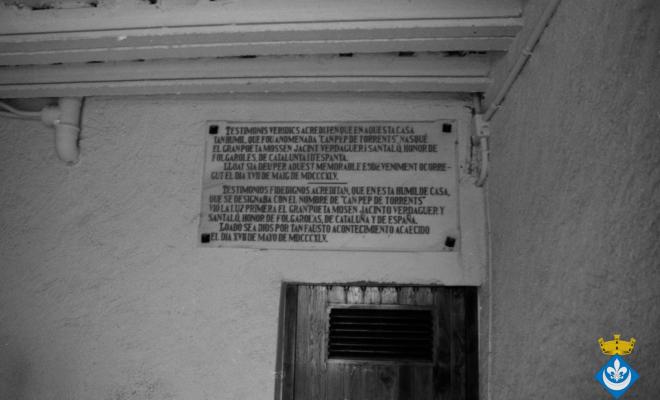 TESTIMONIS VERIDICS ACREDITEN QUE EN AQUESTA CASA
TAN HUMIL, QUE FOU ANOMENADA "CAN PEP DE TORRENTS" NASQUÉ
EL GRAN POETA MOSSEN JACINT VERDAGUER I SANTALÓ, HONOR DE
FOLGAROLES, DE CATALUNYA I D'ESPANYA.
LLOAT SIA DEU PER AQUEST MEMORABLE ESDEVENIMENT OCORRE-
GUT EL DIA XVII DE MAIG DE MDCCCXLV.
TESTIMONIOS FIDEDIGNOS ACREDITAN, QUE EN ESTA HUMIL DE CASA,
QUE SE DESIGNABA CON EL NOMBRE DE "CAN PEP DE TORRENTS"
VIO LA LUZ PRIMERA EL GRAN POETA MOSEN JACINTO VERDAGUER Y
SANTALÓ, HONOR DE FOLGAROLAS, DE CATALUÑA Y DE ESPAÑA.
LOADO SEA DIOS POR TAN FAUSTO ACONTECIMIENTO ACAECIDO
EL DIA XVII DE MAYO DE MDCCCXLV.